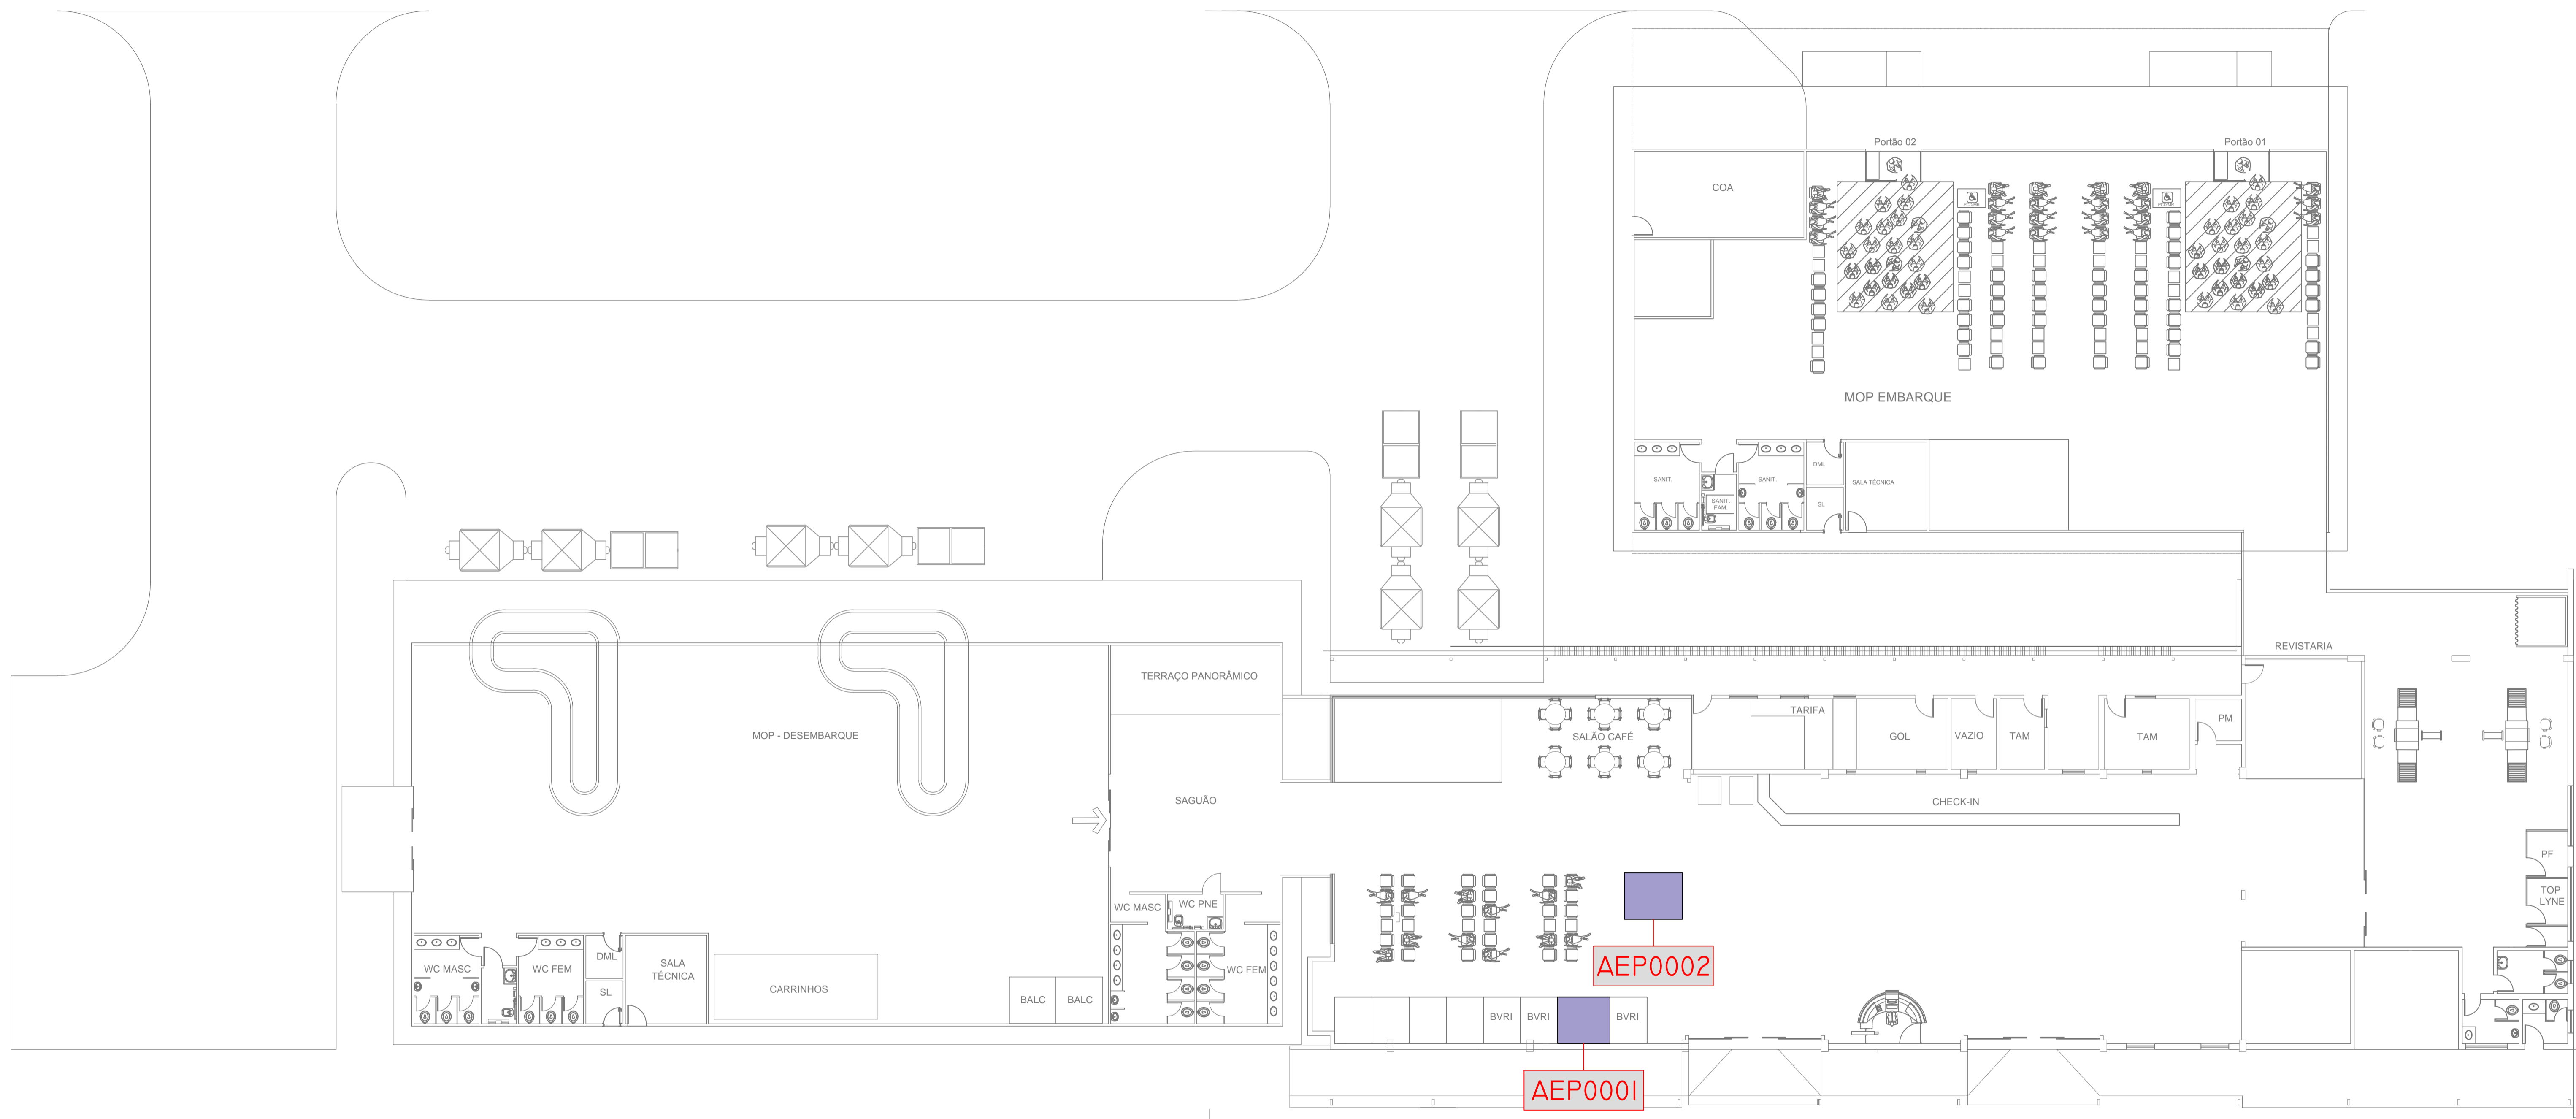 Portão 02
Portão 01
COA
MOP EMBARQUE
SANIT.
SANIT.
FAM.
SANIT.
DML
SL
SALA TÉCNICA
REVISTARIA
TERRAÇO PANORÂMICO
MOP - DESEMBARQUE
SALÃO CAFÉ
TARIFA
GOL
VAZIO
TAM
TAM
PM
SAGUÃO
CHECK-IN
PF
TOP
LYNE
WC MASC
WC PNE
WC FEM
WC MASC
WC FEM
DML
SL
SALA
TÉCNICA
CARRINHOS
BALC
BALC
AEP0002
BVRI
BVRI
BVRI
AEP0001